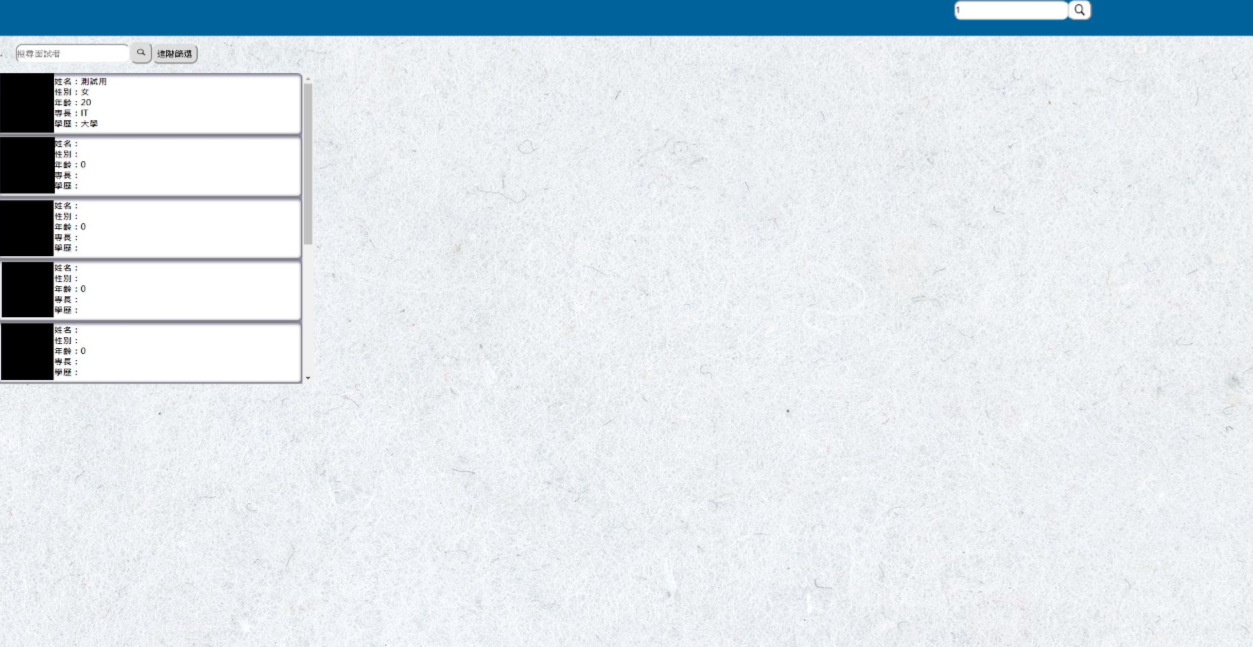 1
搜尋面試者
進階篩選
姓名：測試用
性別：女
年齡：20
專長：IT
學歷：大學
姓名：
性別：
年齡：0
專長：
學歷：
姓名：
性別：
年齡：0
專長：
學歷：
姓名：
性別：
年齡：0
專長：
學歷：
姓名：
性別：
年齡：0
專長：
學歷：